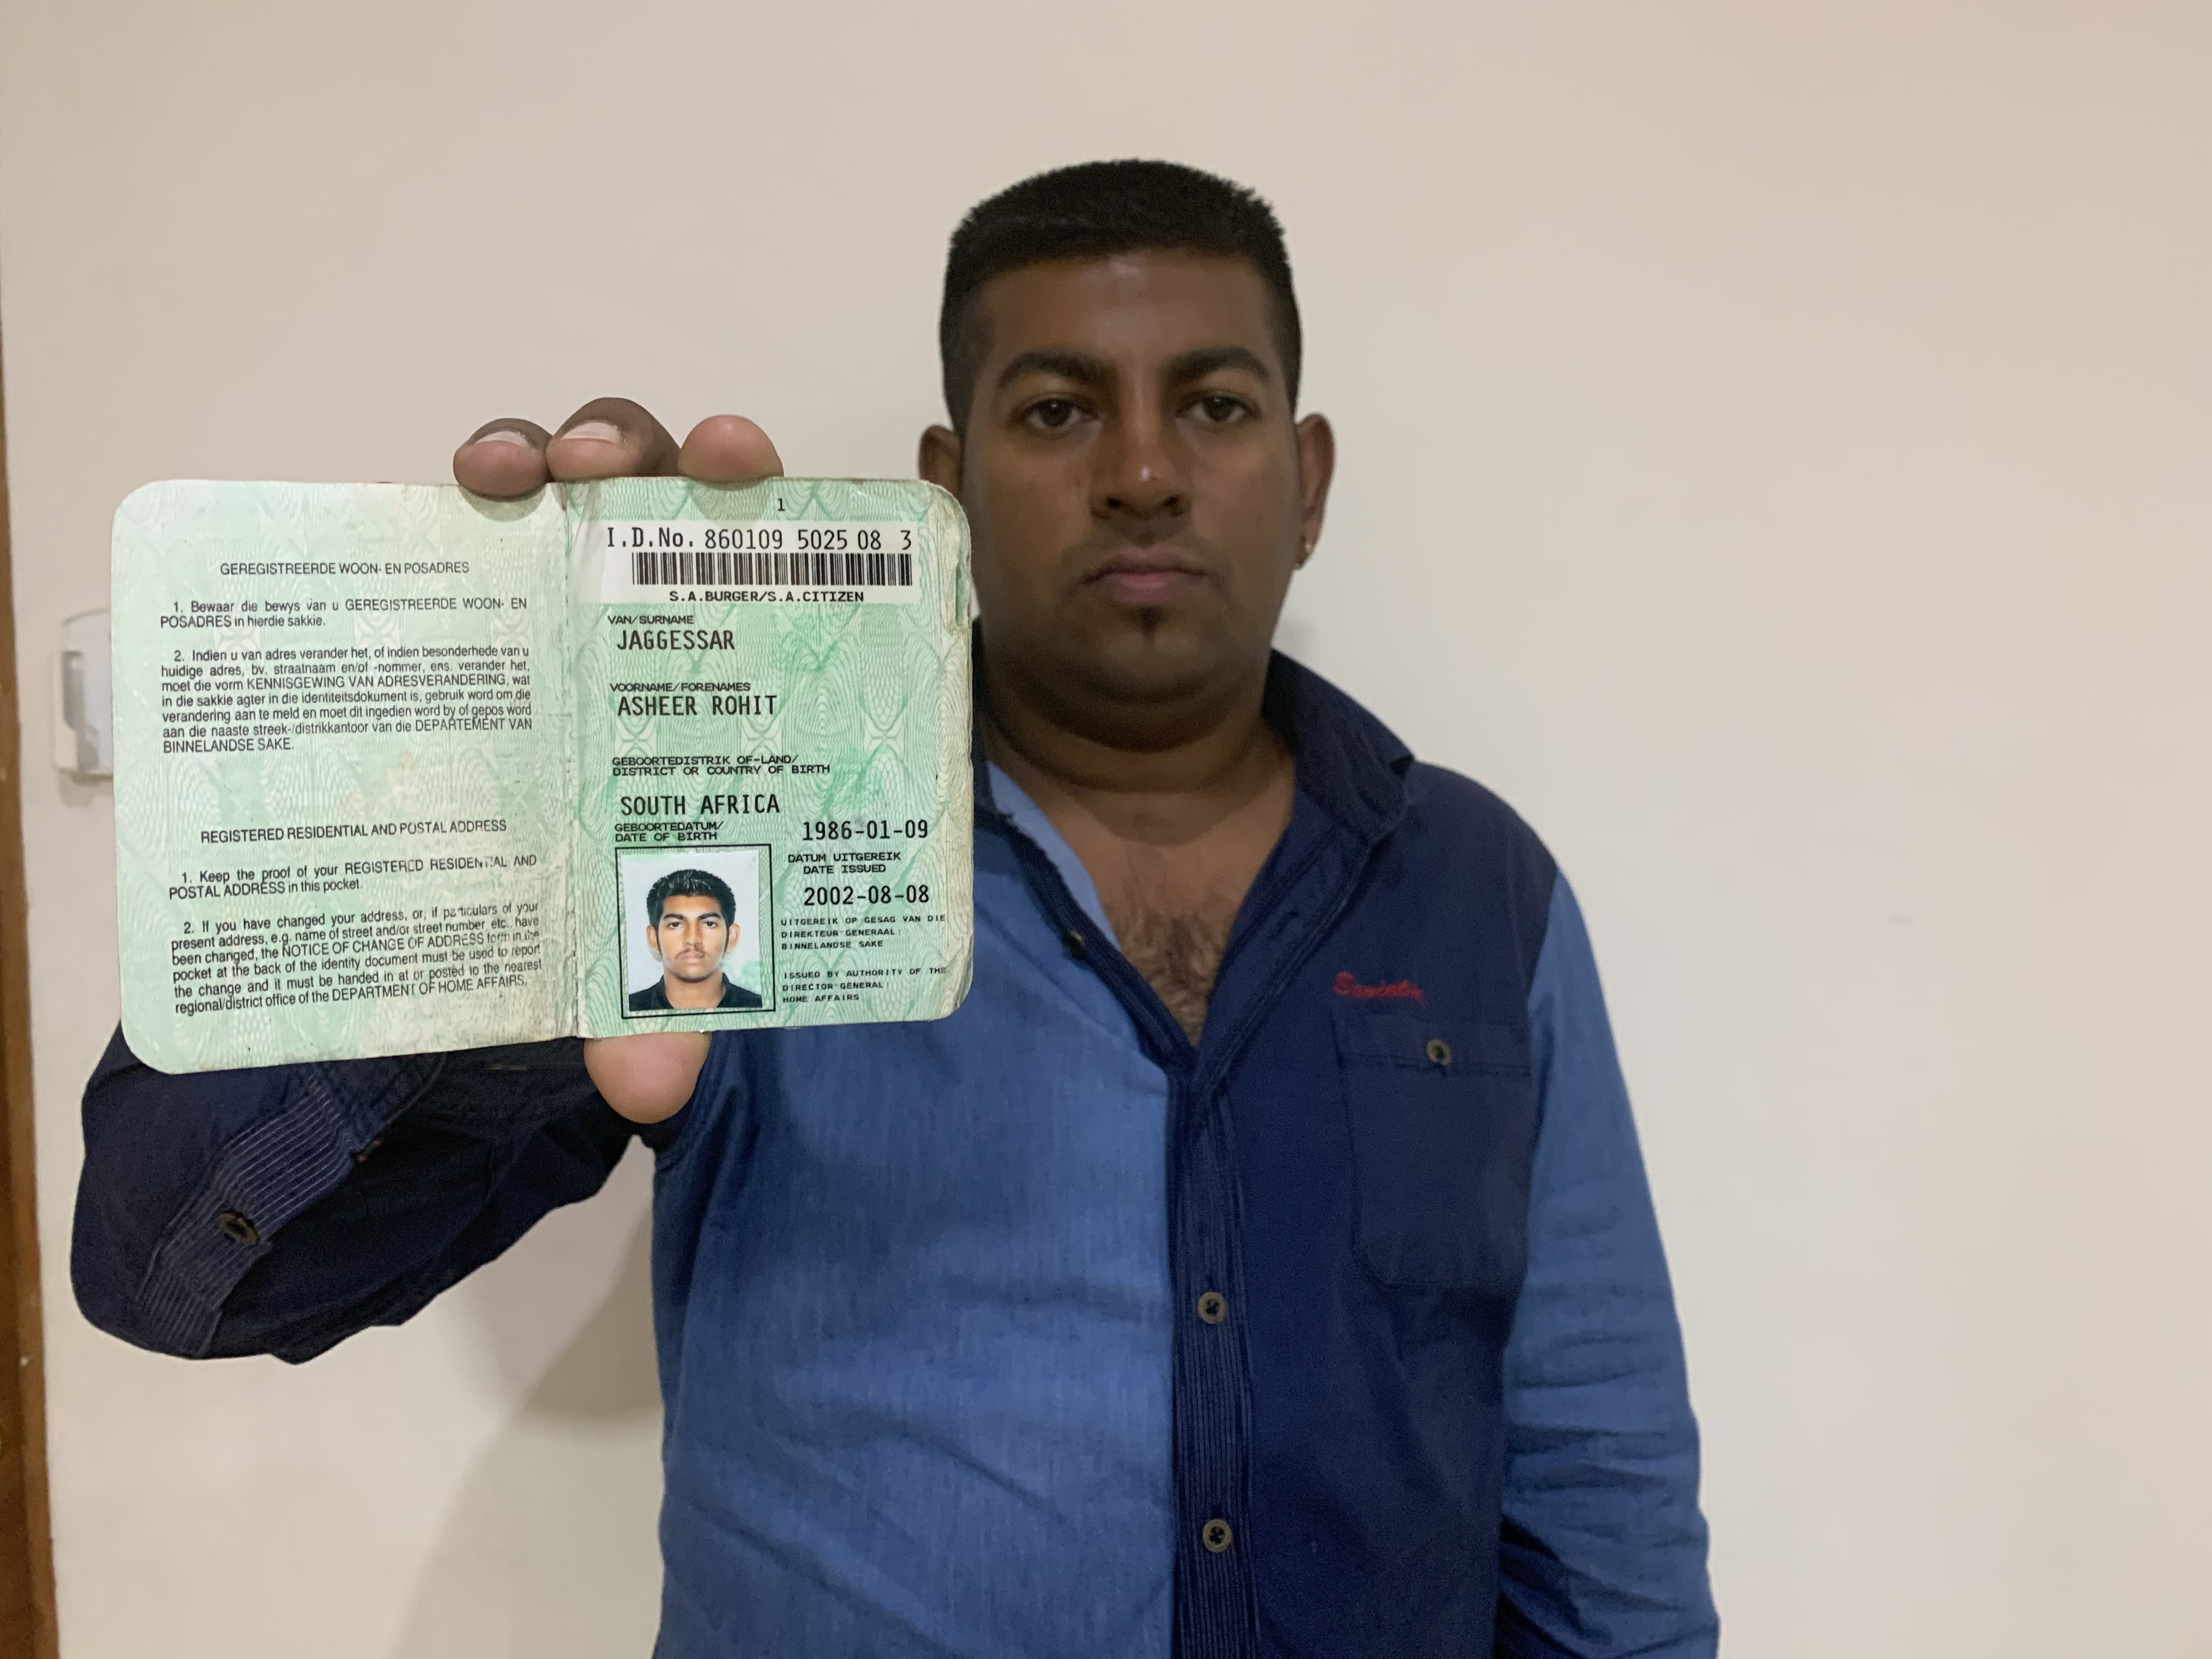 GEREGISTREERDE WOON- EN POSADRES
1. Bewaar die bewys van u GEREGISTREERDE WOON- EN
POSADRES in hierdie sakkie.
2. Indien u van adres verander het, of indien besonderhede van u
huidige adres, bv. straatnaam en/of -nommer, ens. verander het,
moet die vorm KENNISGEWING VAN ADRESVERANDERING, wat
in die sakkie agter in die identiteitsdokument is, gebruik word om die
verandering aan te meld en moet dit ingedien word by of gepos word
aan die naaste streek-/distrikkantoor van die DEPARTEMENT VAN
BINNELANDSE SAKE.
REGISTERED RESIDENTIAL AND POSTAL ADDRESS
1. Keep the proof of your REGISTERED RESIDENTIAL AND
POSTAL ADDRESS in this pocket.
2. If you have changed your address, or, if particulars of your
present address, e.g. name of street and/or street number etc. have
been changed, the NOTICE OF CHANGE OF ADDRESS form in the
pocket at the back of the identity document must be used to report
the change and it must be handed in at or posted to the nearest
regional/district office of the DEPARTMENT OF HOME AFFAIRS.
1
I.D.No. 860109 5025 08 3
S.A.BURGER/S.A.CITIZEN
VAN/SURNAME
JAGGESSAR
VOORNAME/FORENAMES
ASHEER ROHIT
GEBOORTEDISTRIK OF-LAND/
DISTRICT OR COUNTRY OF BIRTH
SOUTH AFRICA
GEBOORTEDATUM/
DATE OF BIRTH
1986-01-09
DATUM UITGEREIK
DATE ISSUED
2002-08-08
UITGEREIK OP GESAG VAN DIE
DIREKTEUR-GENERAAL:
BINNELANDSE SAKE
ISSUED BY AUTHORITY OF THE
DIRECTOR-GENERAL:
HOME AFFAIRS